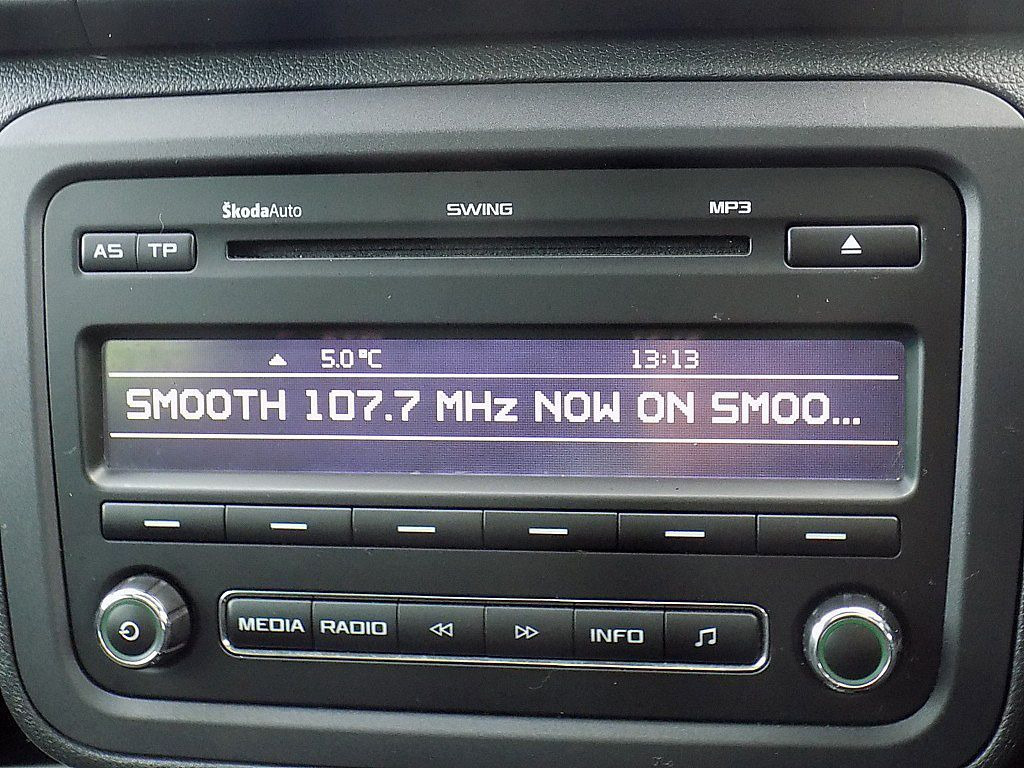 ŠkodaAuto SWING MP3
AS TP
5.0°C 13:13
SMOOTH 107.7 MHz NOW ON SMOO...
MEDIA RADIO INFO